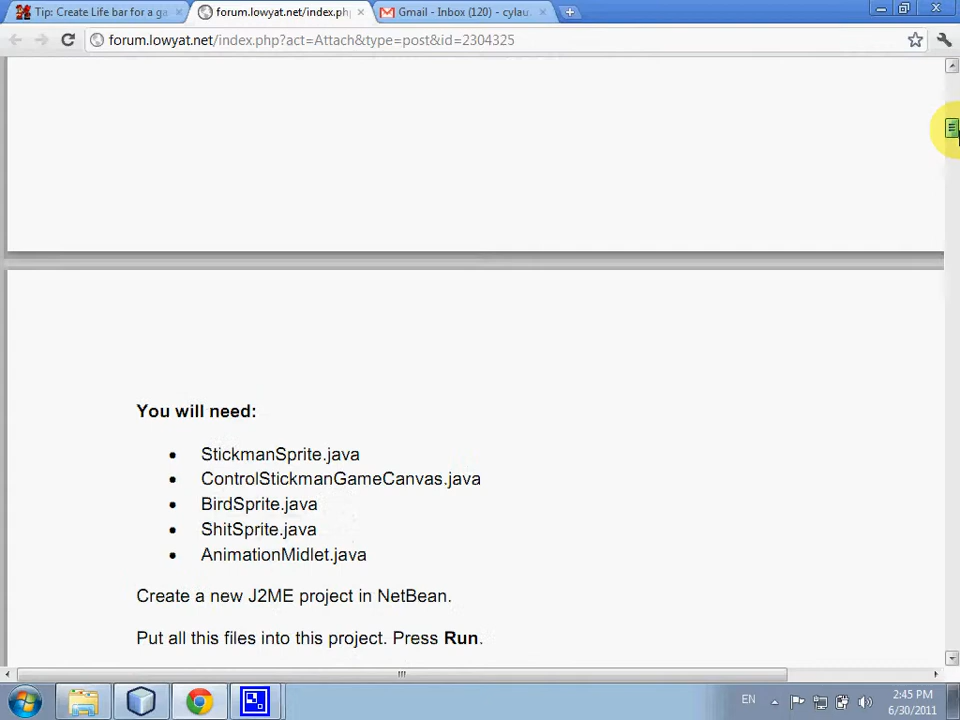 Tip: Create Life bar for a ga
forum.lowyat.net/index.ph
Gmail - Inbox (120) - cylau.
forum.lowyat.net/index.php?act=Attach&type=post&id=2304325
You will need:
• StickmanSprite.java
• ControlStickmanGameCanvas.java
• BirdSprite.java
• ShitSprite.java
• AnimationMidlet.java
Create a new J2ME project in NetBean.
Put all this files into this project. Press Run.
EN
2:45 PM
6/30/2011